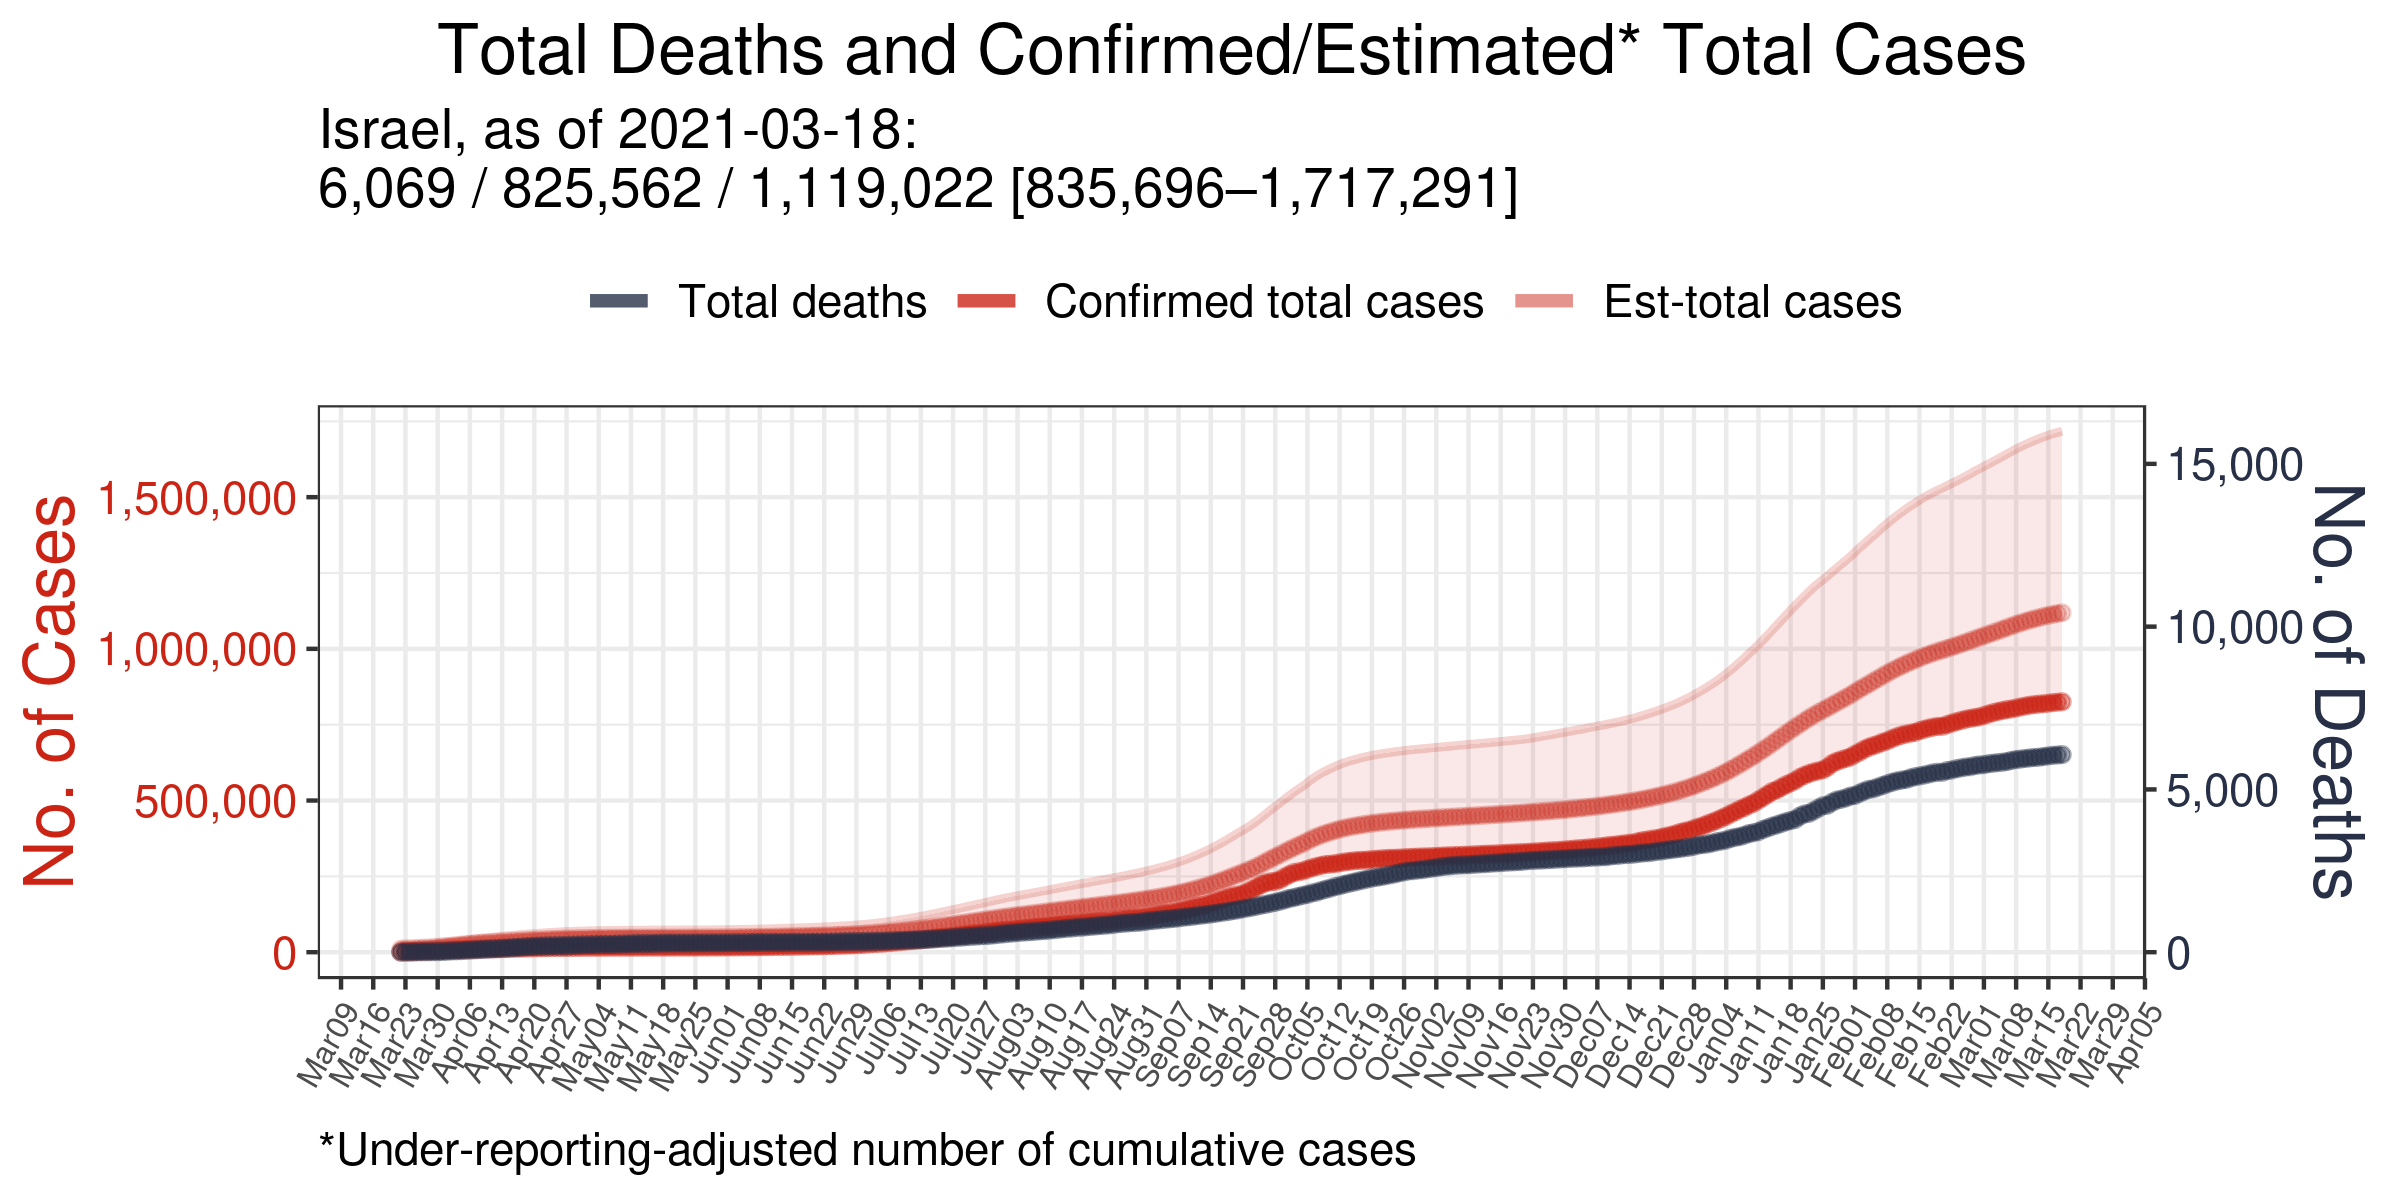 Total Deaths and Confirmed/Estimated* Total Cases
Israel, as of 2021-03-18:
6,069 / 825,562 / 1,119,022 [835,696–1,717,291]
Total deaths
Confirmed total cases
Est-total cases
No. of Cases
1,500,000
1,000,000
500,000
0
15,000
10,000
5,000
0
No. of Deaths
Mar09
Mar16
Mar23
Mar30
Apr06
Apr13
Apr20
Apr27
May04
May11
May18
May25
Jun01
Jun08
Jun15
Jun22
Jun29
Jul06
Jul13
Jul20
Jul27
Aug03
Aug10
Aug17
Aug24
Aug31
Sep07
Sep14
Sep21
Sep28
Oct05
Oct12
Oct19
Oct26
Nov02
Nov09
Nov16
Nov23
Nov30
Dec07
Dec14
Dec21
Dec28
Jan04
Jan11
Jan18
Jan25
Feb01
Feb08
Feb15
Feb22
Mar01
Mar08
Mar15
Mar22
Mar29
Apr05
*Under-reporting-adjusted number of cumulative cases